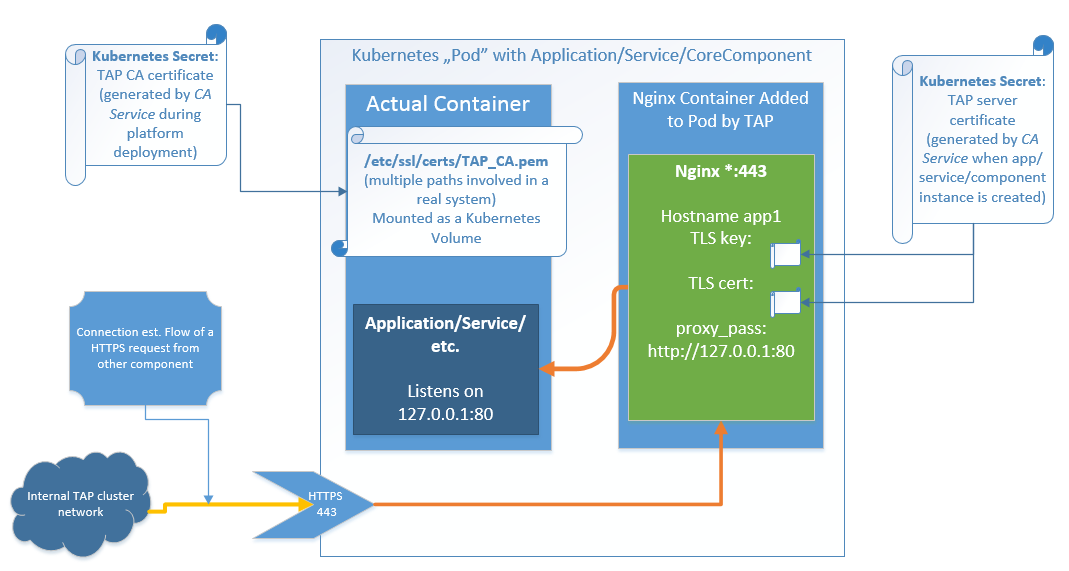 Kubernetes Secret:
TAP CA certificate
(generated by CA
Service during
platform
deployment)
Kubernetes „Pod” with Application/Service/CoreComponent
Actual Container
/etc/ssl/certs/TAP_CA.pem
(multiple paths involved in a
real system)
Mounted as a Kubernetes
Volume
Application/Service/
etc.
Listens on
127.0.0.1:80
Nginx Container Added
to Pod by TAP
Nginx *:443
Hostname app1
TLS key:
TLS cert:
proxy_pass:
http://127.0.0.1:80
Kubernetes Secret:
TAP server
certificate
(generated by CA
Service when app/
service/component
instance is created)
Connection est. Flow of a
HTTPS request from
other component
Internal TAP cluster
network
HTTPS
443